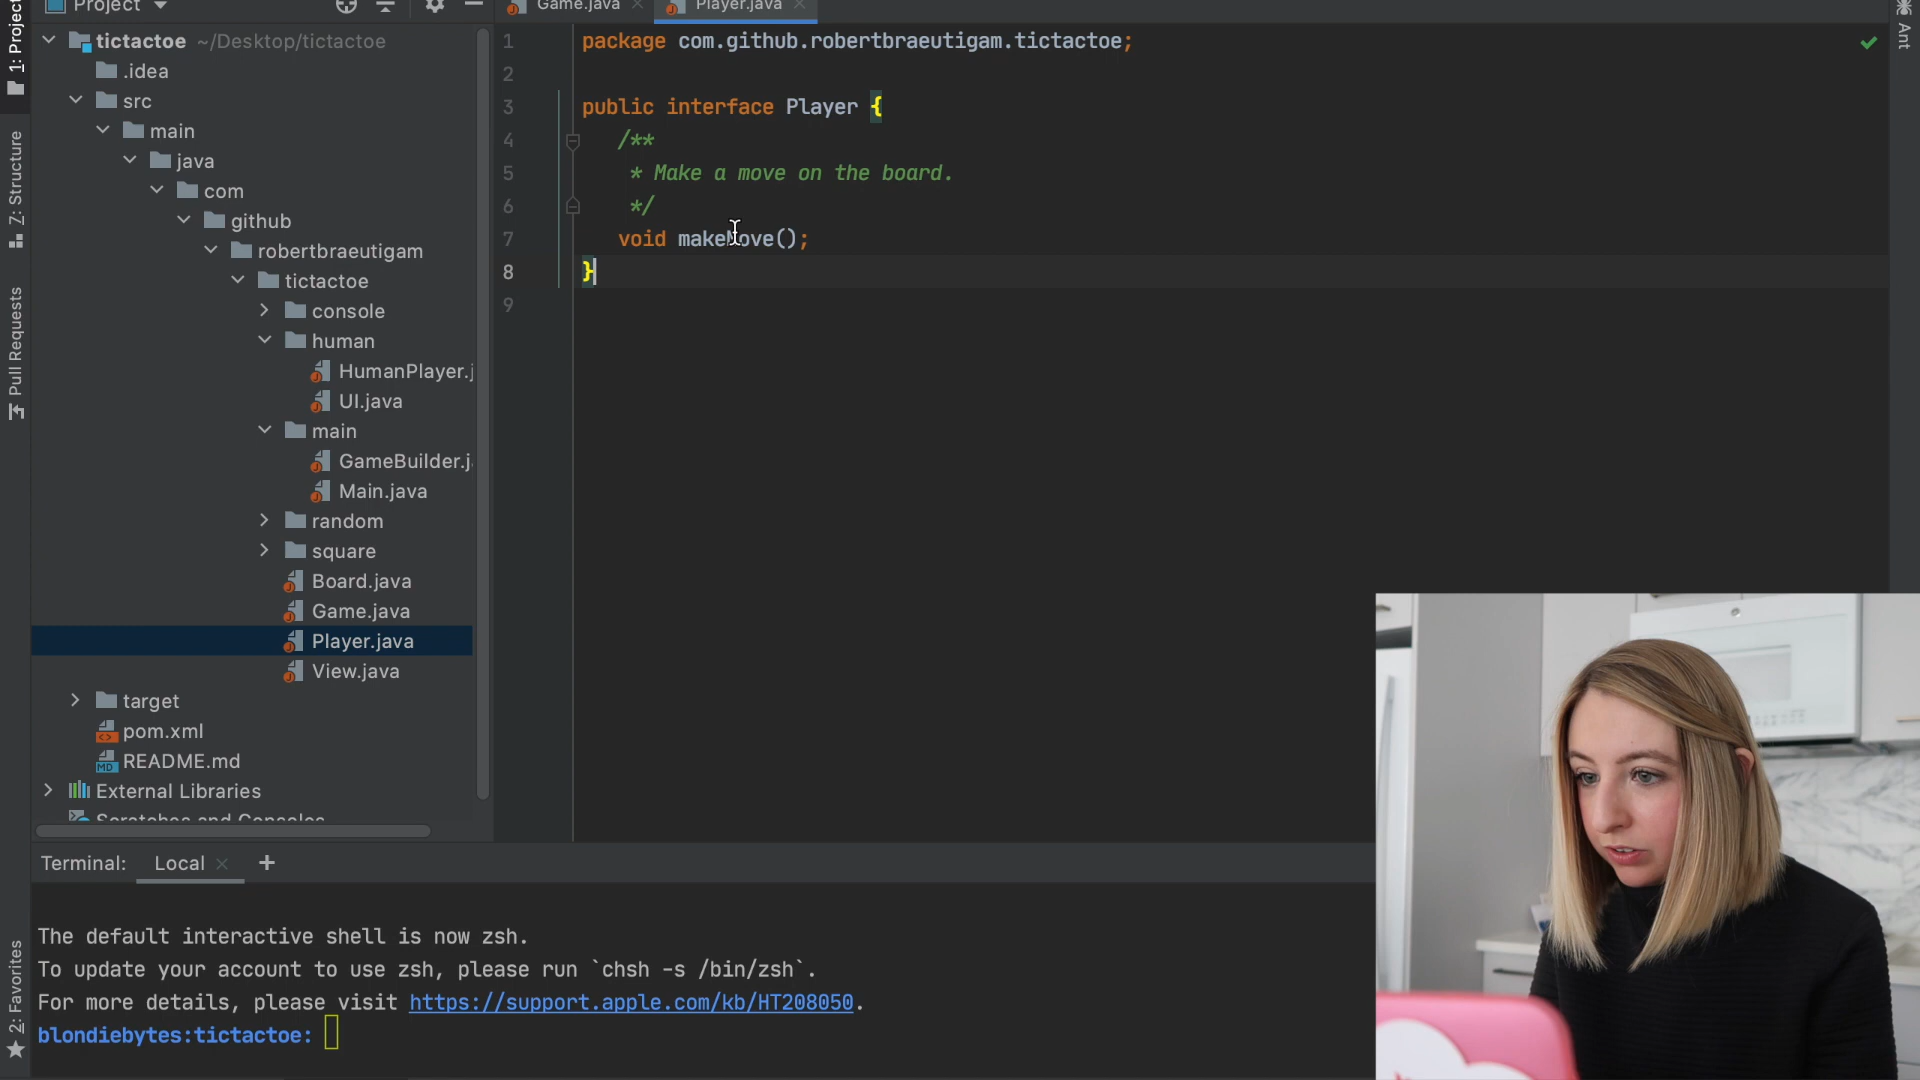 Project
Game.java
Player.java
1: Project
Z: Structure
Pull Requests
2: Favorites
Ant
tictactoe ~/Desktop/tictactoe
.idea
src
main
java
com
github
robertbraeutigam
tictactoe
console
human
HumanPlayer.j
UI.java
main
GameBuilder.j
Main.java
random
square
Board.java
Game.java
Player.java
View.java
target
pom.xml
MD README.md
External Libraries
Scratches and Consoles
1 package com.github.robertbraeutigam.tictactoe;
2
3 public interface Player {
4 /**
5 * Make a move on the board.
6 */
7 void makeMove();
8 }
9
Terminal: Local +
The default interactive shell is now zsh.
To update your account to use zsh, please run `chsh -s /bin/zsh`.
For more details, please visit https://support.apple.com/kb/HT208050.
blondiebytes:tictactoe: